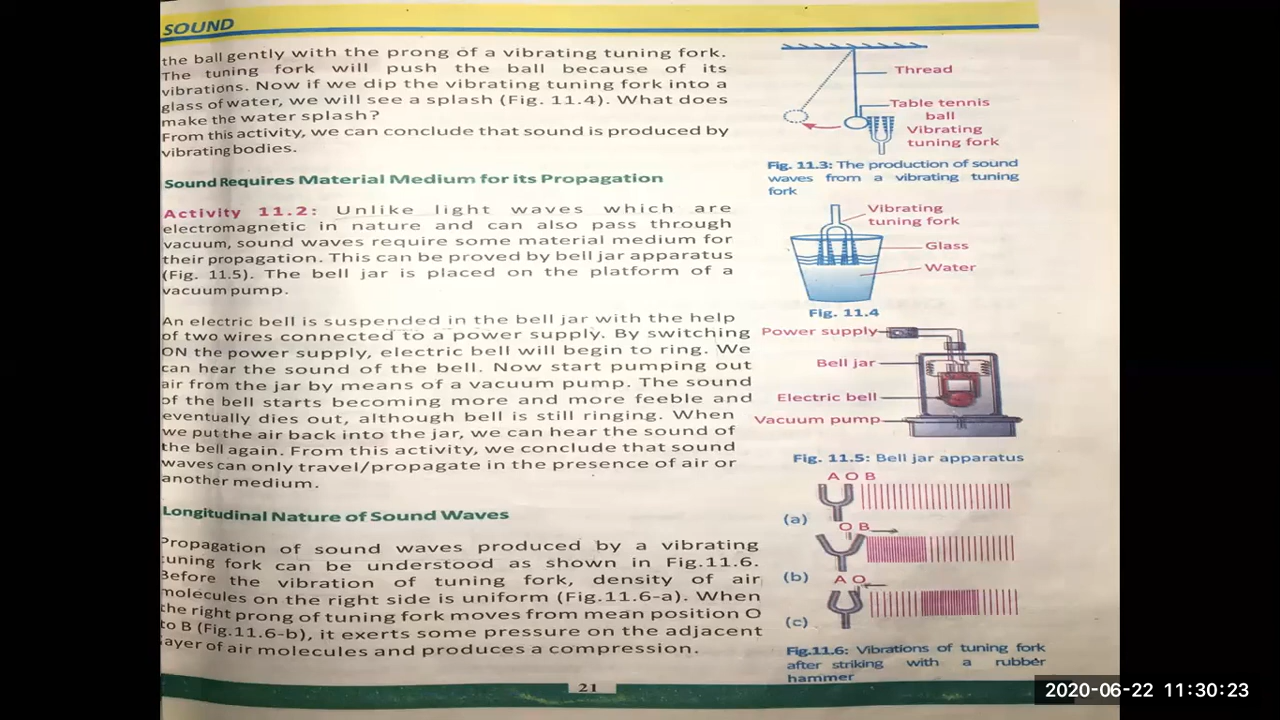 SOUND
the ball gently with the prong of a vibrating tuning fork.
The tuning fork will push the ball because of its
vibrations. Now if we dip the vibrating tuning fork into a
glass of water, we will see a splash (Fig. 11.4). What does
make the water splash?
From this activity, we can conclude that sound is produced by
vibrating bodies.
Sound Requires Material Medium for its Propagation
Activity 11.2: Unlike light waves which are
electromagnetic in nature and can also pass through
vacuum, sound waves require some material medium for
their propagation. This can be proved by bell jar apparatus
(Fig. 11.5). The bell jar is placed on the platform of a
vacuum pump.
An electric bell is suspended in the bell jar with the help
of two wires connected to a power supply. By switching
ON the power supply, electric bell will begin to ring. We
can hear the sound of the bell. Now start pumping out
air from the jar by means of a vacuum pump. The sound
of the bell starts becoming more and more feeble and
eventually dies out, although bell is still ringing. When
we put the air back into the jar, we can hear the sound of
the bell again. From this activity, we conclude that sound
waves can only travel/propagate in the presence of air or
another medium.
Longitudinal Nature of Sound Waves
Propagation of sound waves produced by a vibrating
tuning fork can be understood as shown in Fig.11.6.
Before the vibration of tuning fork, density of air
molecules on the right side is uniform (Fig.11.6-a). When
the right prong of tuning fork moves from mean position O
to B (Fig.11.6-b), it exerts some pressure on the adjacent
layer of air molecules and produces a compression.
Thread
Table tennis
ball
Vibrating
tuning fork
Fig. 11.3: The production of sound
waves from a vibrating tuning
fork
Vibrating
tuning fork
Glass
Water
Fig. 11.4
Power supply
Bell jar
Electric bell
Vacuum pump
Fig. 11.5: Bell jar apparatus
A O B
(a)
O B
(b)
A O
(c)
Fig.11.6: Vibrations of tuning fork
after striking with a rubber
hammer
21
2020-06-22 11:30:23